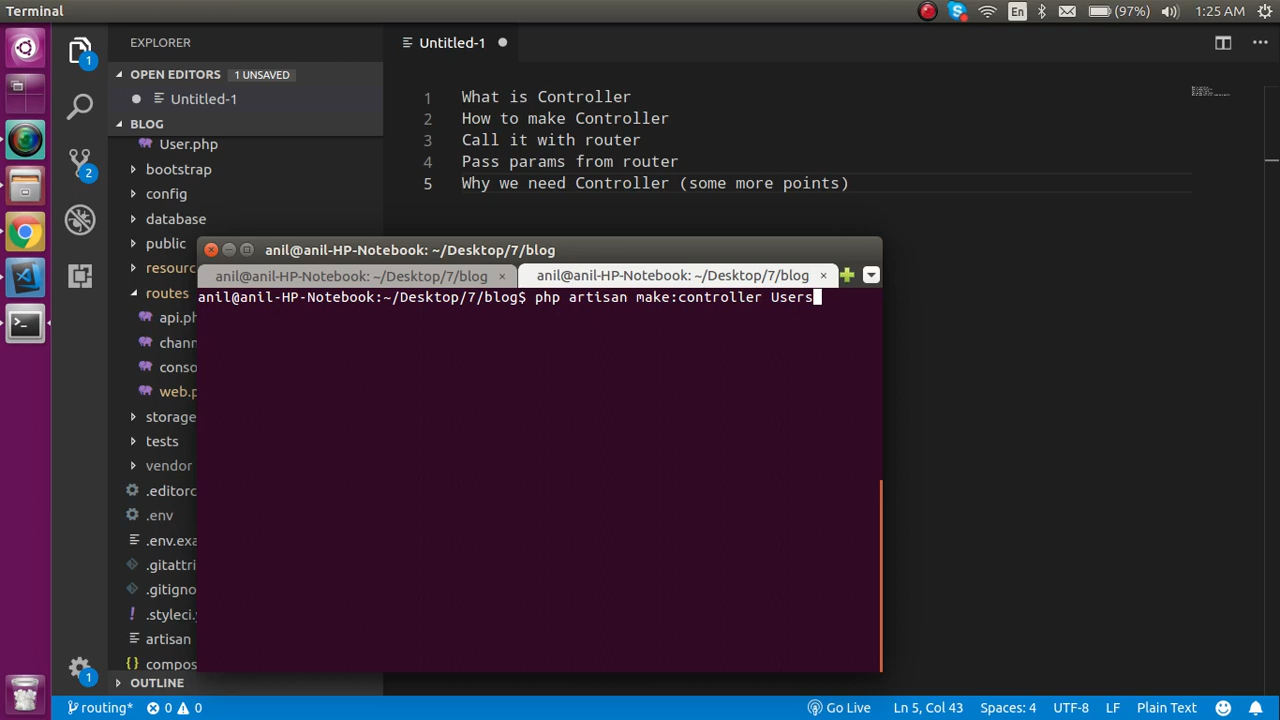 Terminal
En
(97%)
1:25 AM
1
2
1
EXPLORER
OPEN EDITORS 1 UNSAVED
Untitled-1
BLOG
User.php
bootstrap
config
database
public
resourc
routes
api.ph
chann
conso
web.p
storage
tests
vendor
.editorc
.env
.env.exa
.gitattri
.gitigno
.styleci.y
artisan
compos
OUTLINE
Untitled-1
1 What is Controller
2 How to make Controller
3 Call it with router
4 Pass params from router
5 Why we need Controller (some more points)
anil@anil-HP-Notebook: ~/Desktop/7/blog
anil@anil-HP-Notebook: ~/Desktop/7/blog × anil@anil-HP-Notebook: ~/Desktop/7/blog ×
anil@anil-HP-Notebook:~/Desktop/7/blog$ php artisan make:controller Users
routing* 0 0 Go Live Ln 5, Col 43 Spaces: 4 UTF-8 LF Plain Text